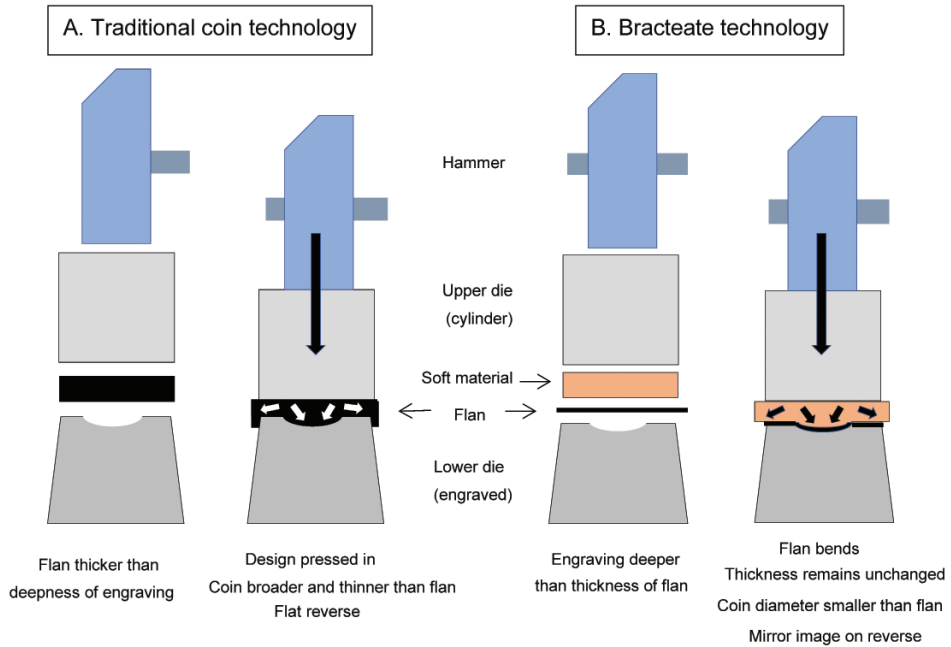 A. Traditional coin technology
B. Bracteate technology
Hammer
Upper die
(cylinder)
Soft material
Flan
Lower die
(engraved)
Flan thicker than
deepness of engraving
Design pressed in
Coin broader and thinner than flan
Flat reverse
Engraving deeper
than thickness of flan
Flan bends
Thickness remains unchanged
Coin diameter smaller than flan
Mirror image on reverse